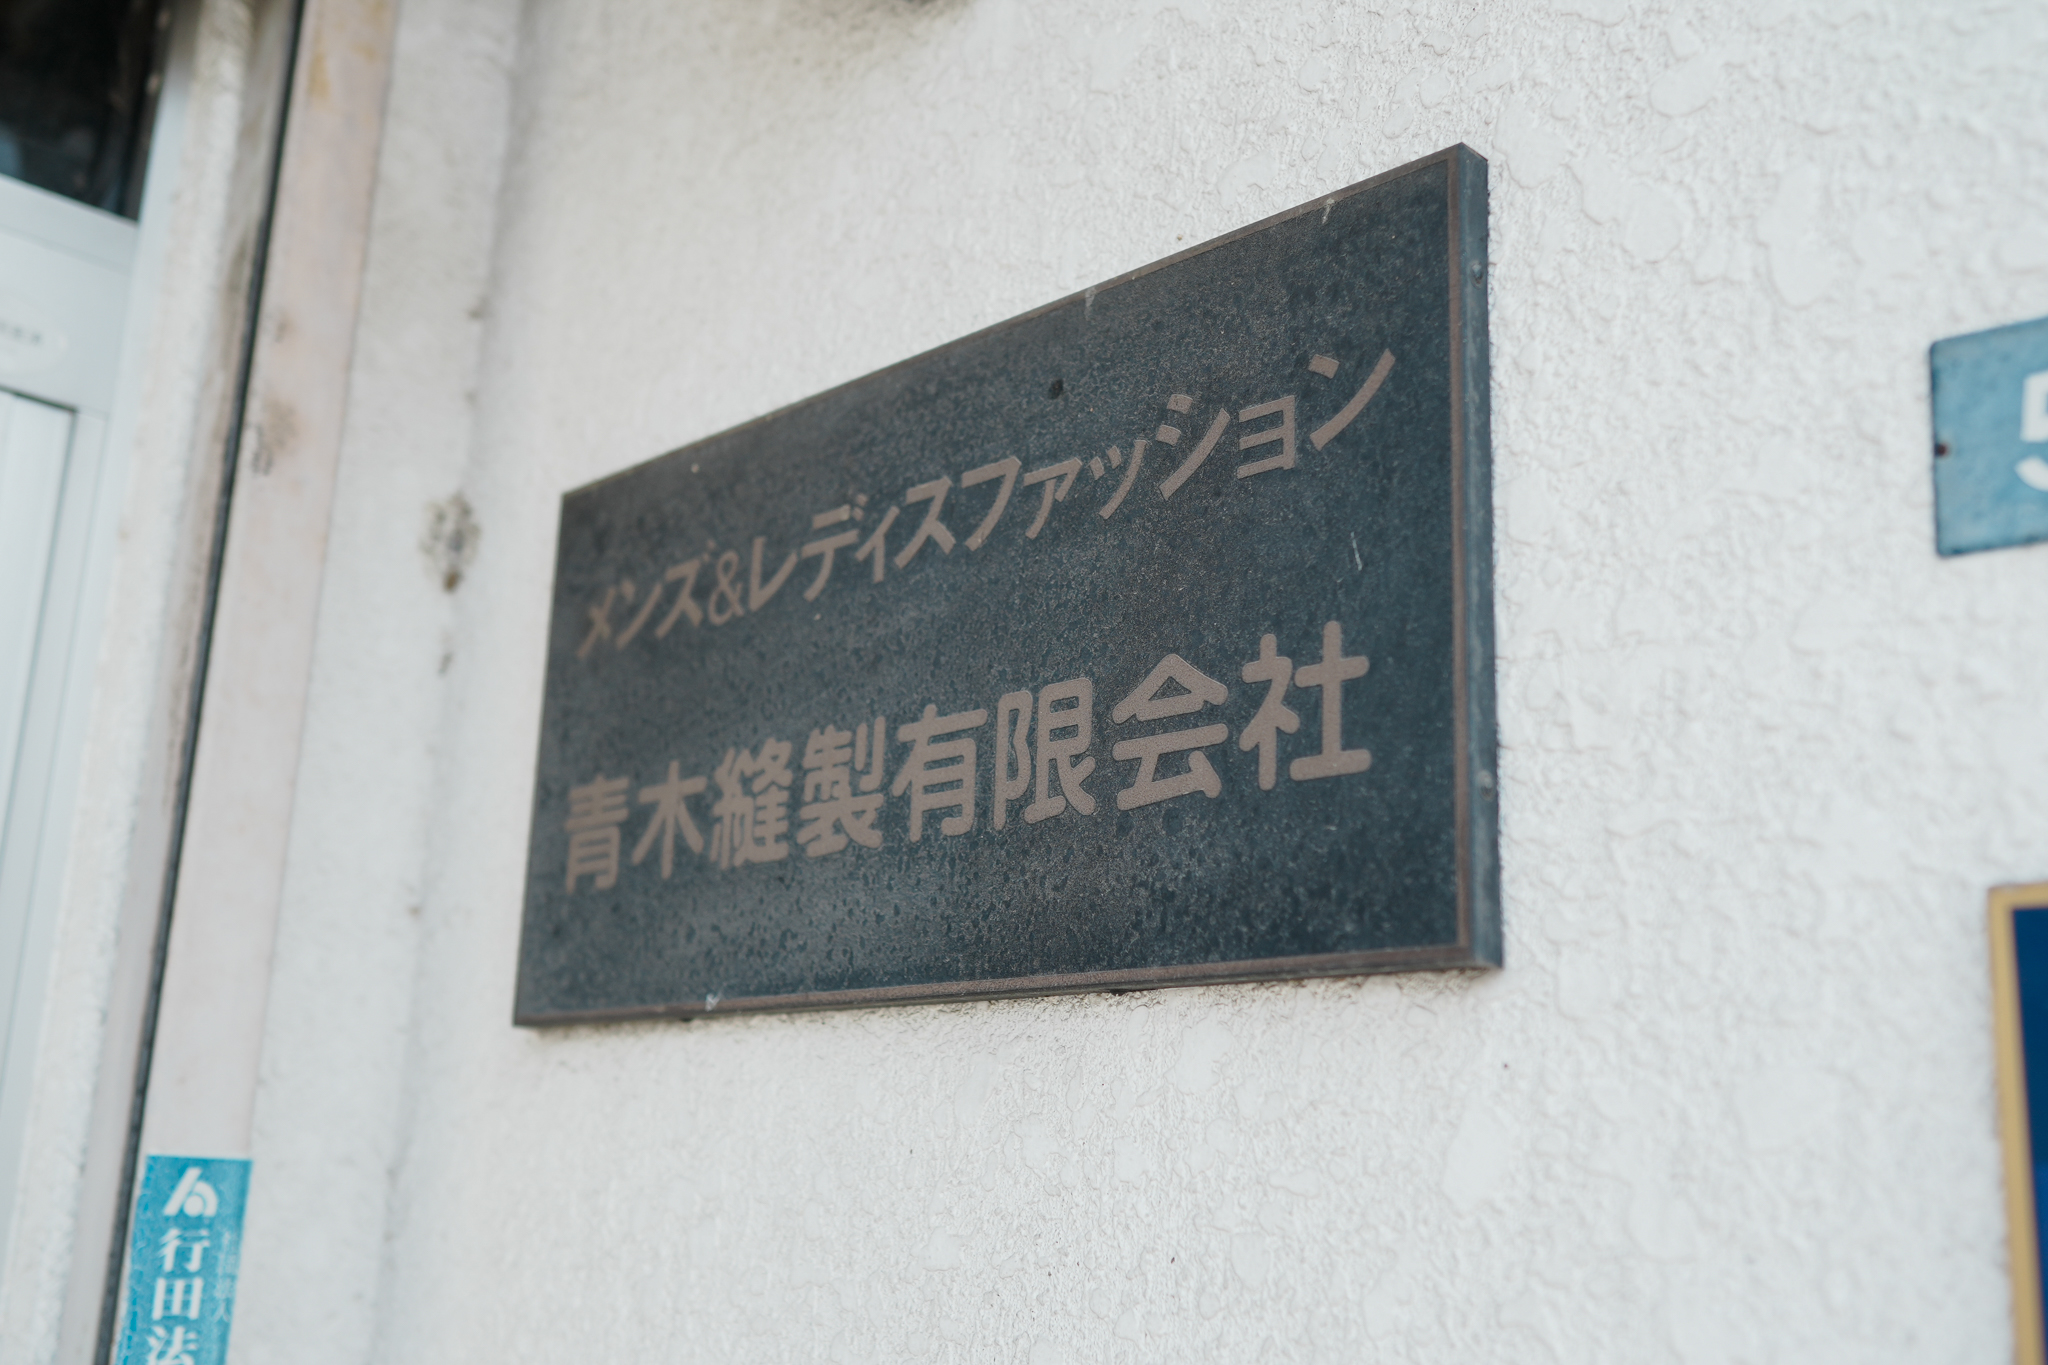 メンズ&レディスファッション
青木縫製有限会社
5
行田法